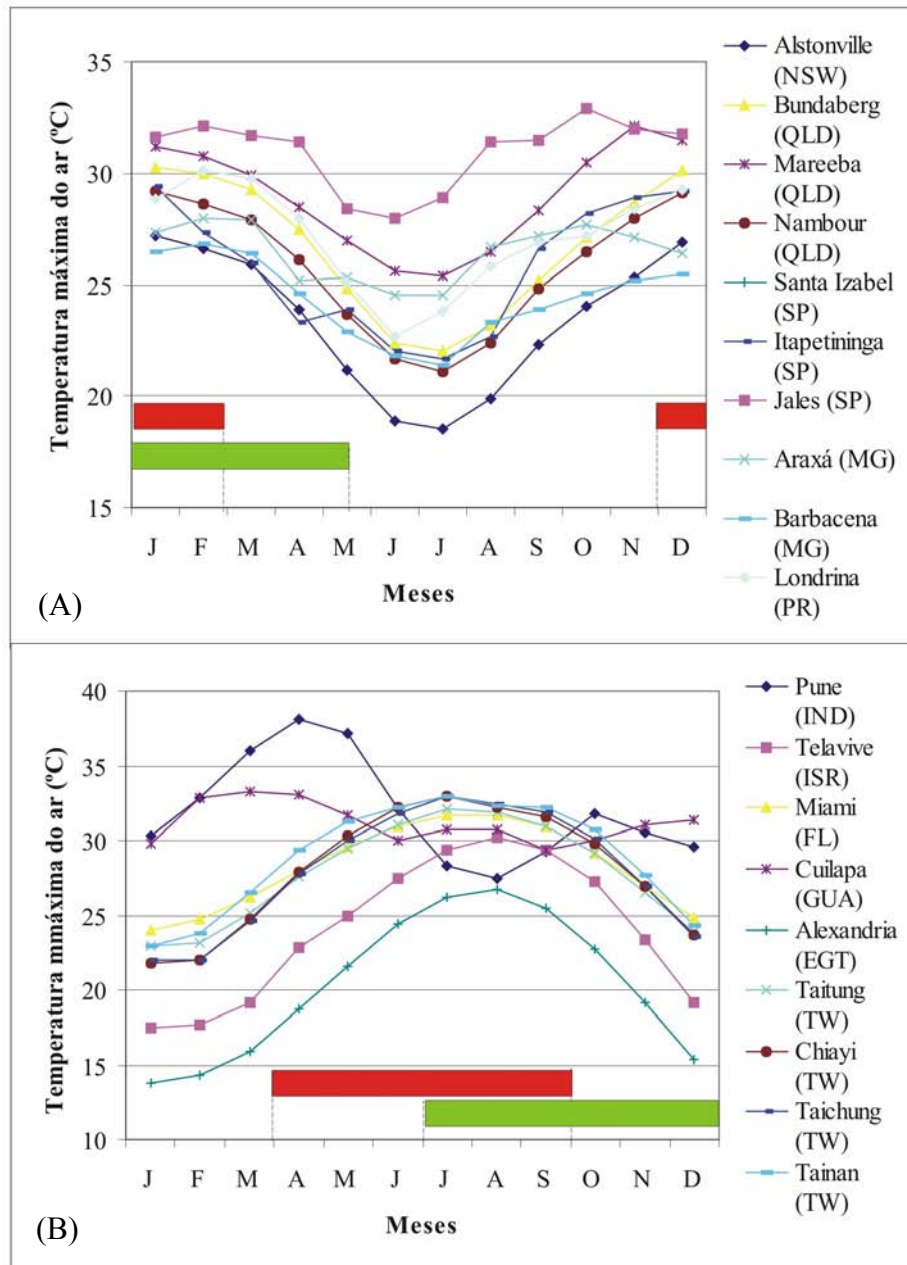 35
30
25
20
15
Temperatura máxima do ar (ºC)
J F M A M J J A S O N D
Meses
(A)
Alstonville
(NSW)
Bundaberg
(QLD)
Mareeba
(QLD)
Nambour
(QLD)
Santa Izabel
(SP)
Itapetininga
(SP)
Jales (SP)
Araxá (MG)
Barbacena
(MG)
Londrina
(PR)
40
35
30
25
20
15
10
Temperatura mmáxima do ar (ºC)
J F M A M J J A S O N D
Meses
(B)
Pune
(IND)
Telavive
(ISR)
Miami
(FL)
Cuilapa
(GUA)
Alexandria
(EGT)
Taitung
(TW)
Chiayi
(TW)
Taichung
(TW)
Tainan
(TW)